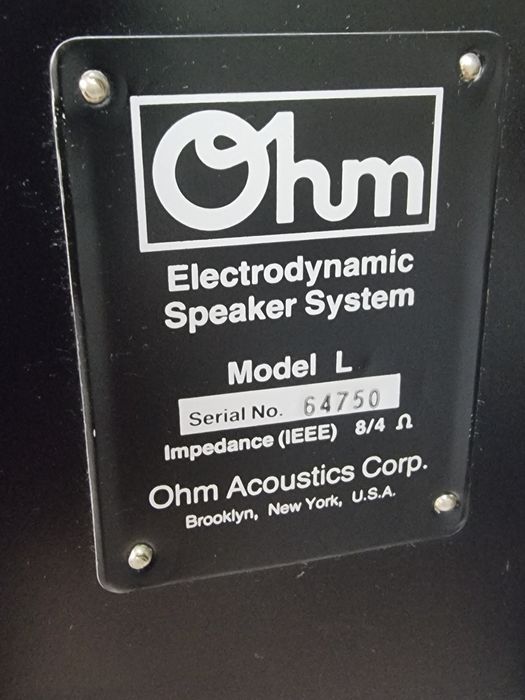 Ohm
Electrodynamic
Speaker System
Model L
Serial No. 64750
Impedance (IEEE) 8/4 Ω
Ohm Acoustics Corp.
Brooklyn, New York, U.S.A.